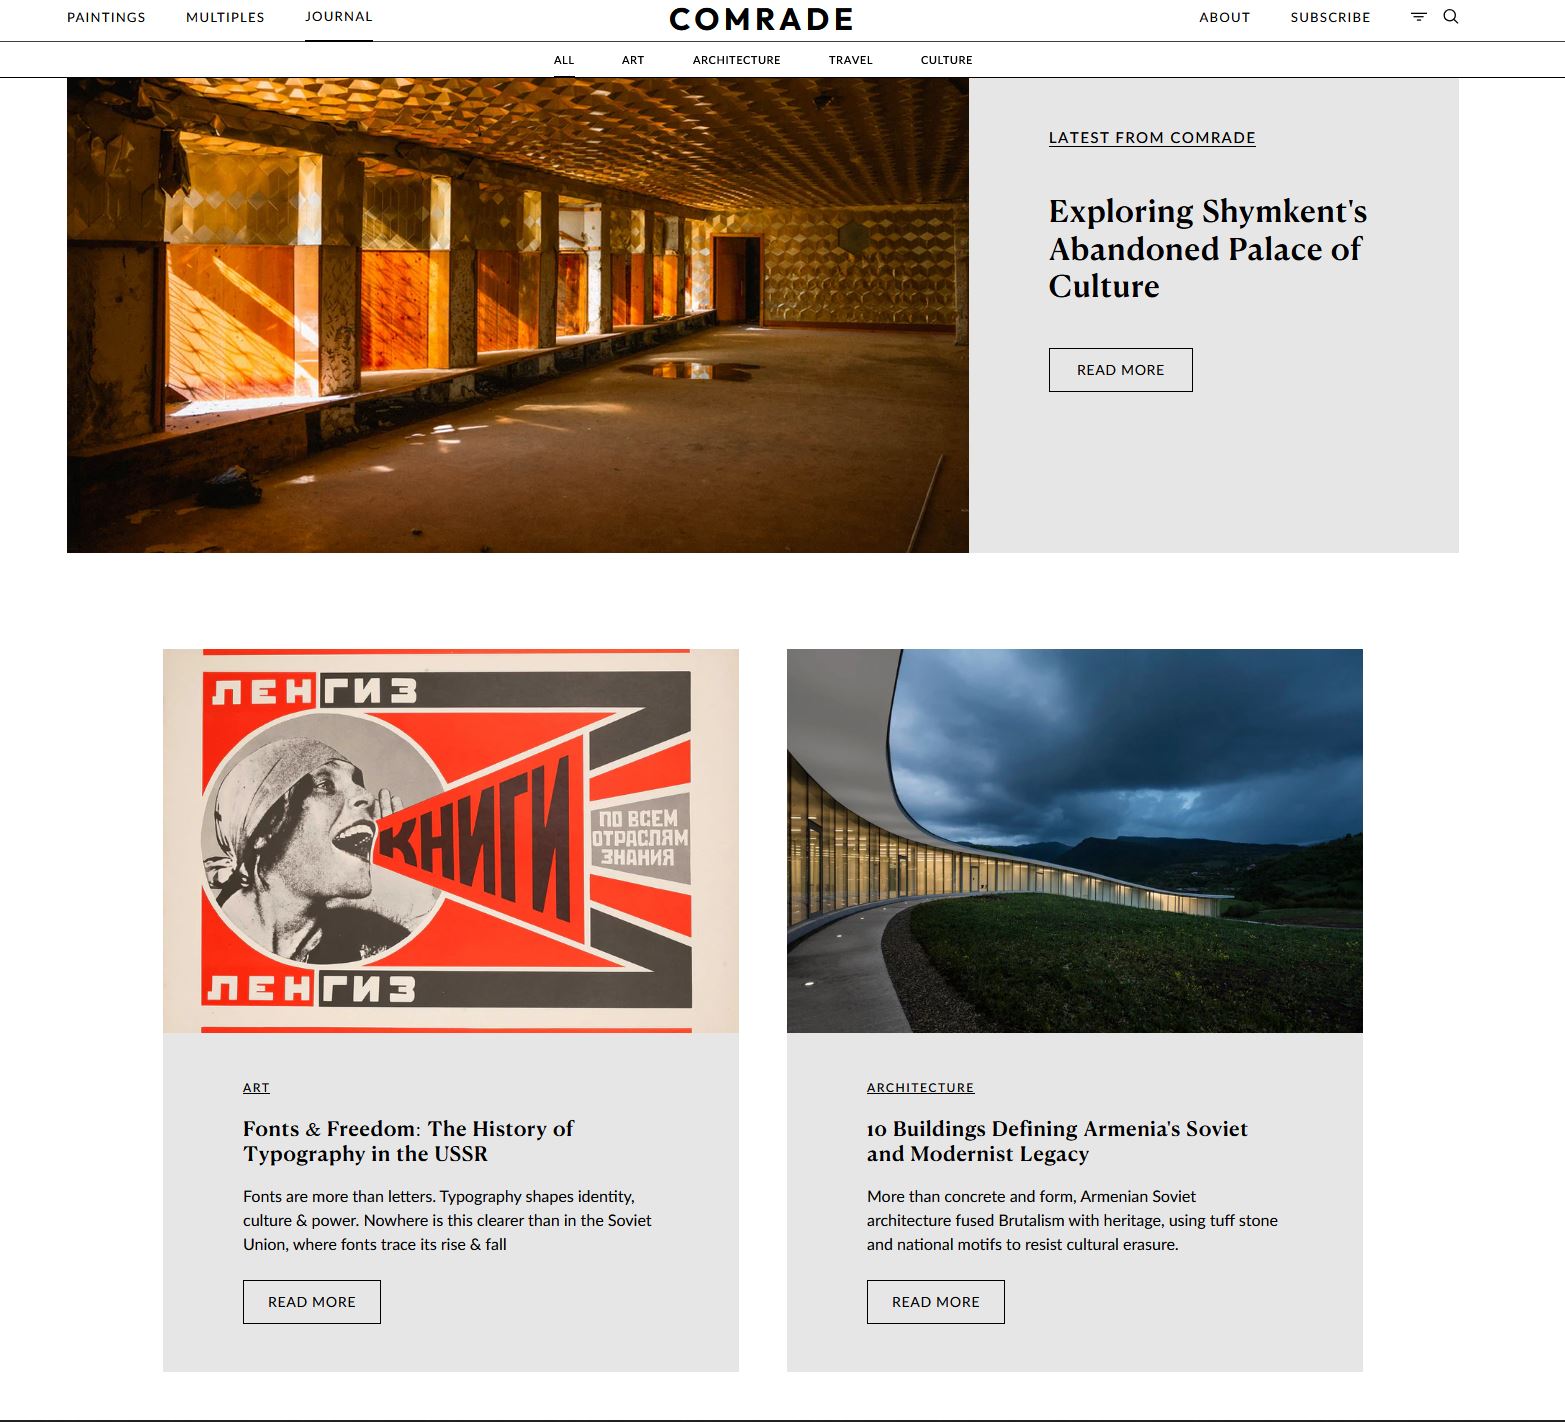 PAINTINGS MULTIPLES JOURNAL COMRADE ABOUT SUBSCRIBE
ALL ART ARCHITECTURE TRAVEL CULTURE
LATEST FROM COMRADE
Exploring Shymkent's
Abandoned Palace of
Culture
READ MORE
ЛЕНГИЗ
КНИГИ
ПО ВСЕМ
ОТРАСЛЯМ
ЗНАНИЯ
ЛЕНГИЗ
ART
Fonts & Freedom: The History of
Typography in the USSR
Fonts are more than letters. Typography shapes identity,
culture & power. Nowhere is this clearer than in the Soviet
Union, where fonts trace its rise & fall
READ MORE
ARCHITECTURE
10 Buildings Defining Armenia's Soviet
and Modernist Legacy
More than concrete and form, Armenian Soviet
architecture fused Brutalism with heritage, using tuff stone
and national motifs to resist cultural erasure.
READ MORE